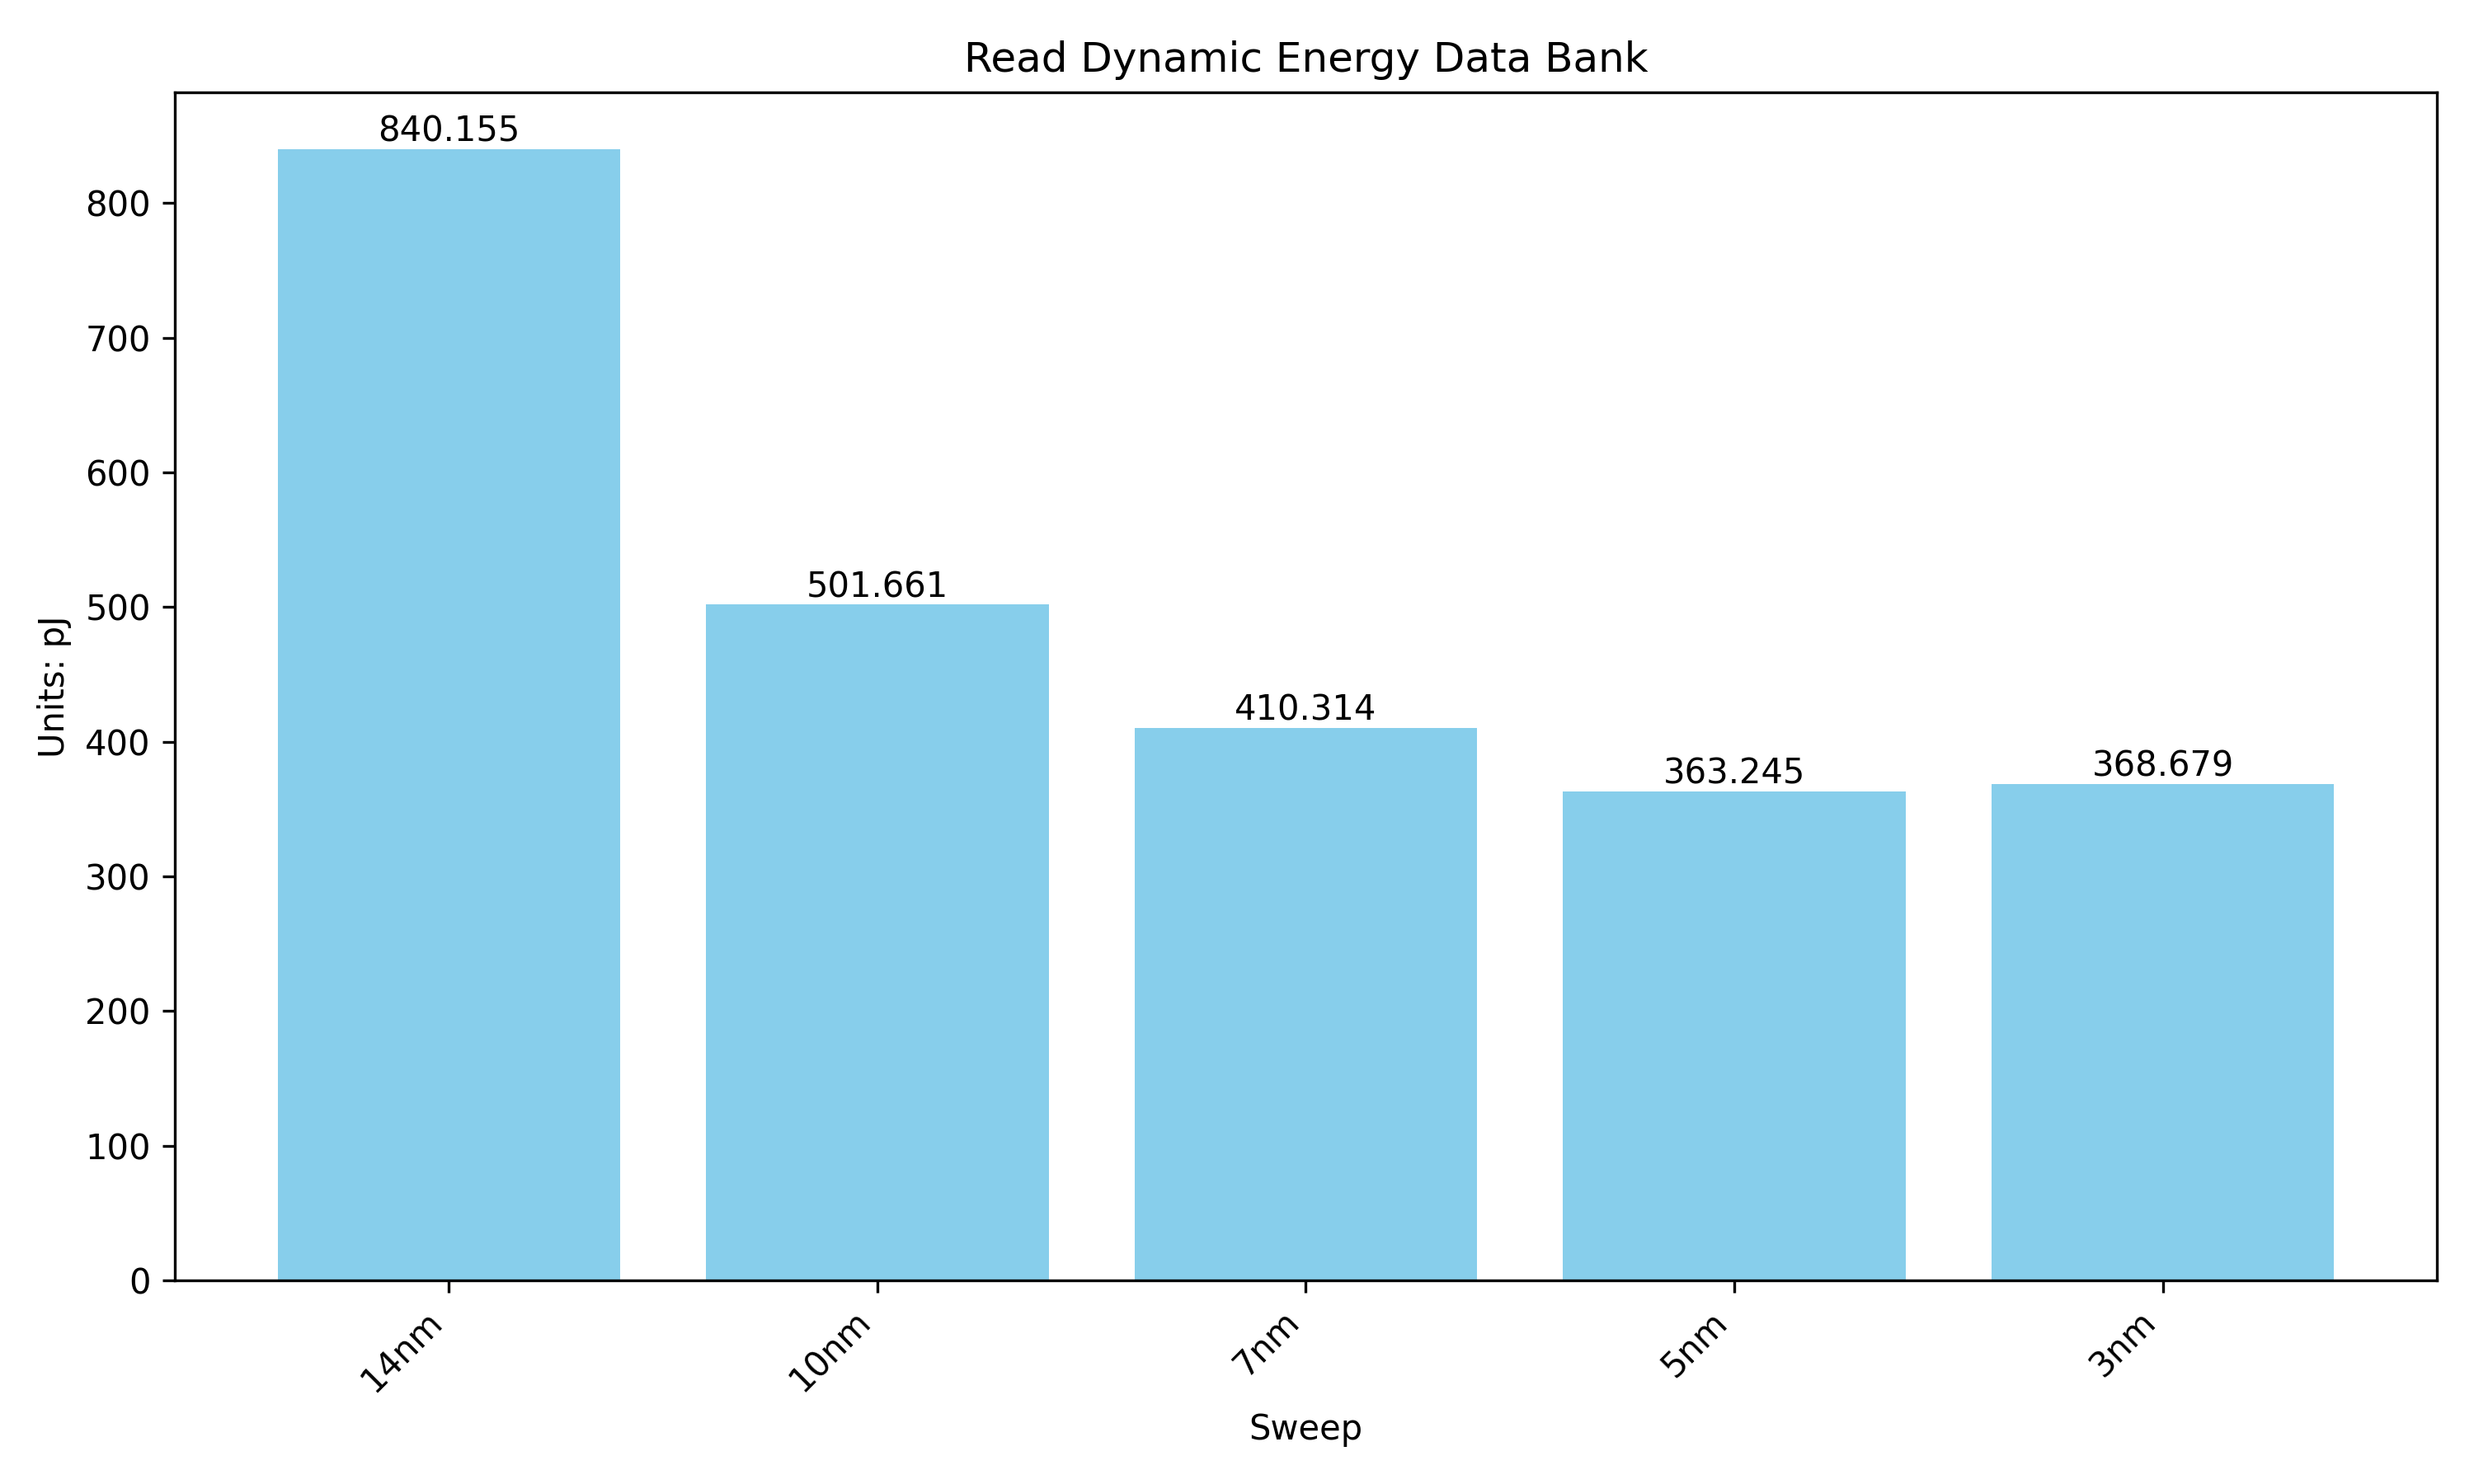 Read Dynamic Energy Data Bank
Units: pJ
800
700
600
500
400
300
200
100
0
840.155
501.661
410.314
363.245
368.679
14nm
10nm
7nm
5nm
3nm
Sweep